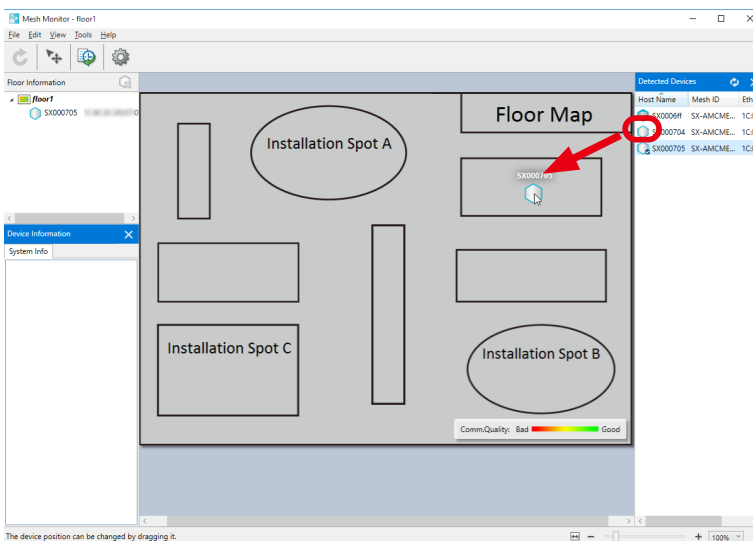 Mesh Monitor - floor1
File Edit View Tools Help
Floor Information
floor1
SX000705
Device Information
System Info
Floor Map
Installation Spot A
SX000705
Installation Spot C
Installation Spot B
Comm.Quality: Bad Good
Detected Devices
Host Name Mesh ID Eth
SX0006ff SX-AMCME... 1C:
SX000704 SX-AMCME... 1C:
SX000705 SX-AMCME... 1C:
The device position can be changed by dragging it.
100%